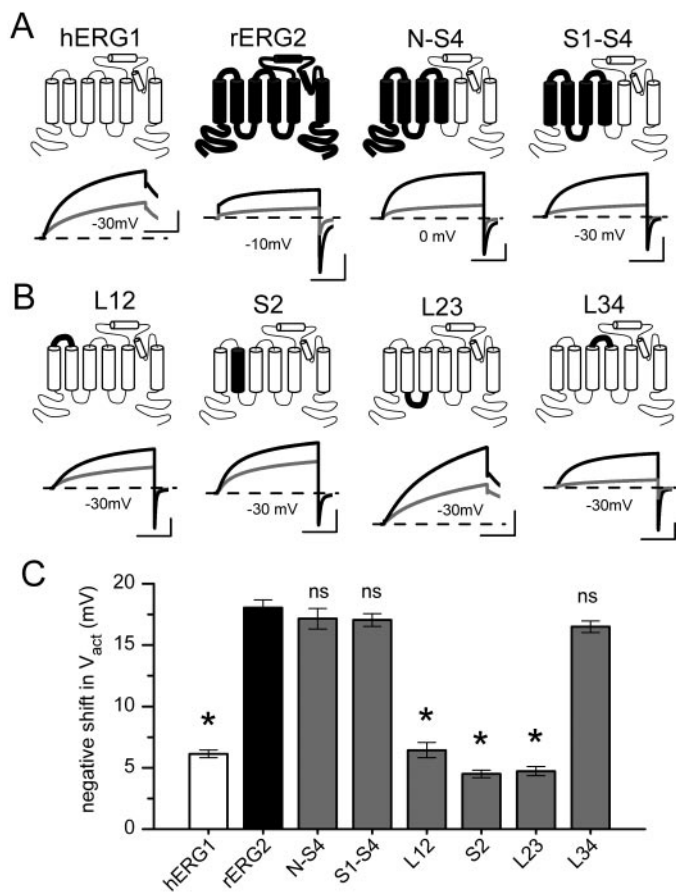 A
hERG1 rERG2 N-S4 S1-S4
-30mV -10mV 0 mV -30 mV
B
L12 S2 L23 L34
-30mV -30 mV -30mV -30mV
C
negative shift in Vact (mV)
20
15
10
5
0
* ns ns * * * ns
hERG1 rERG2 N-S4 S1-S4 L12 S2 L23 L34